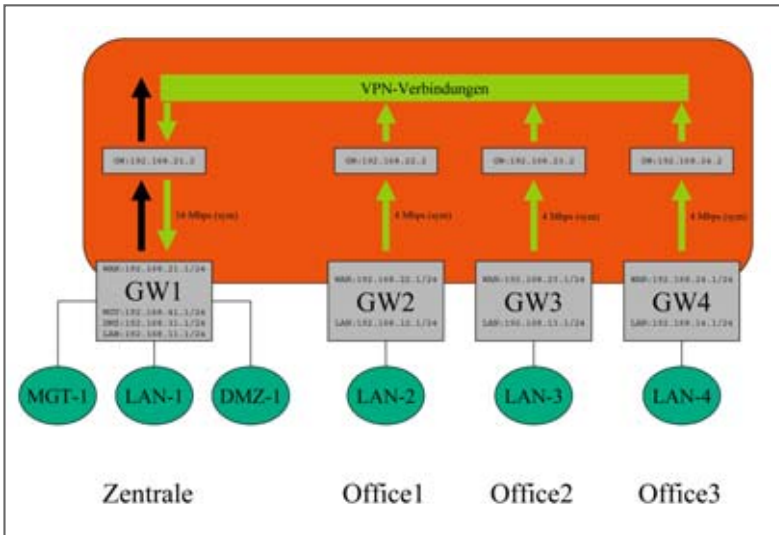 VPN-Verbindungen
GW:192.168.21.2
GW:192.168.22.2
GW:192.168.23.2
GW:192.168.24.2
16 Mbps (sym)
4 Mbps (sym)
4 Mbps (sym)
4 Mbps (sym)
WAN:192.168.21.1/24
GW1
MGT:192.168.41.1/24
DMZ:192.168.31.1/24
LAN:192.168.11.1/24
WAN:192.168.22.1/24
GW2
LAN:192.168.12.1/24
WAN:192.168.23.1/24
GW3
LAN:192.168.13.1/24
WAN:192.168.24.1/24
GW4
LAN:192.168.14.1/24
MGT-1
LAN-1
DMZ-1
LAN-2
LAN-3
LAN-4
Zentrale
Office1
Office2
Office3